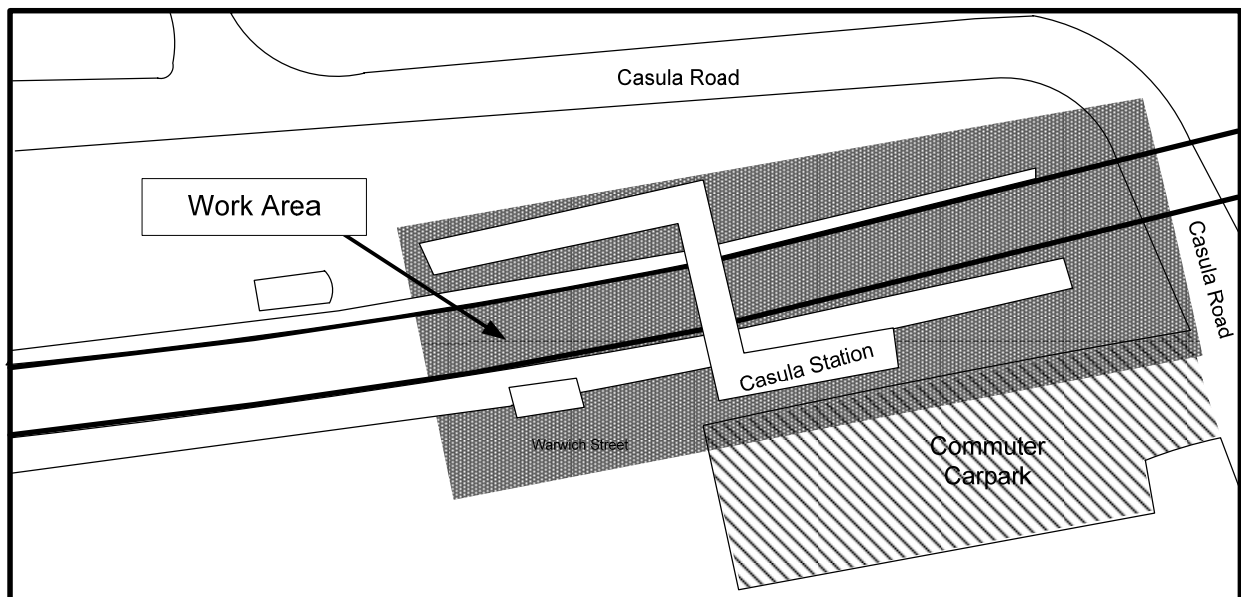 Casula Road
Work Area
Casula Road
Casula Station
Warwich Street
Commuter
Carpark